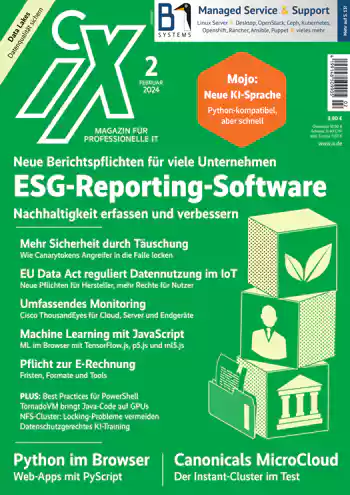 Data Lakes
Datenqualität sichern
B1
SYSTEMS
Managed Service & Support
Linux Server • Desktop, OpenStack, Ceph, Kubernetes,
Openshift, Rancher, Ansible, Puppet • vieles mehr
iX
2
FEBRUAR
2024
MAGAZIN FÜR
PROFESSIONELLE IT
Mojo:
Neue KI-Sprache
Python-kompatibel,
aber schnell
www.ix.de
Neue Berichtspflichten für viele Unternehmen
ESG-Reporting-Software
Nachhaltigkeit erfassen und verbessern
Mehr Sicherheit durch Täuschung
Wie Canarytokens Angreifer in die Falle locken
EU Data Act reguliert Datennutzung im IoT
Neue Pflichten für Hersteller, mehr Rechte für Nutzer
Umfassendes Monitoring
Cisco ThousandEyes für Cloud, Server und Endgeräte
Machine Learning mit JavaScript
ML im Browser mit TensorFlow.js, p5.js und ml5.js
Pflicht zur E-Rechnung
Fristen, Formate und Tools
PLUS: Best Practices für PowerShell
TornadoVM bringt Java-Code auf GPUs
NFS-Cluster: Locking-Probleme vermeiden
Datenschutzgerechtes KI-Training
Python im Browser
Web-Apps mit PyScript
Canonicals MicroCloud
Der Instant-Cluster im Test